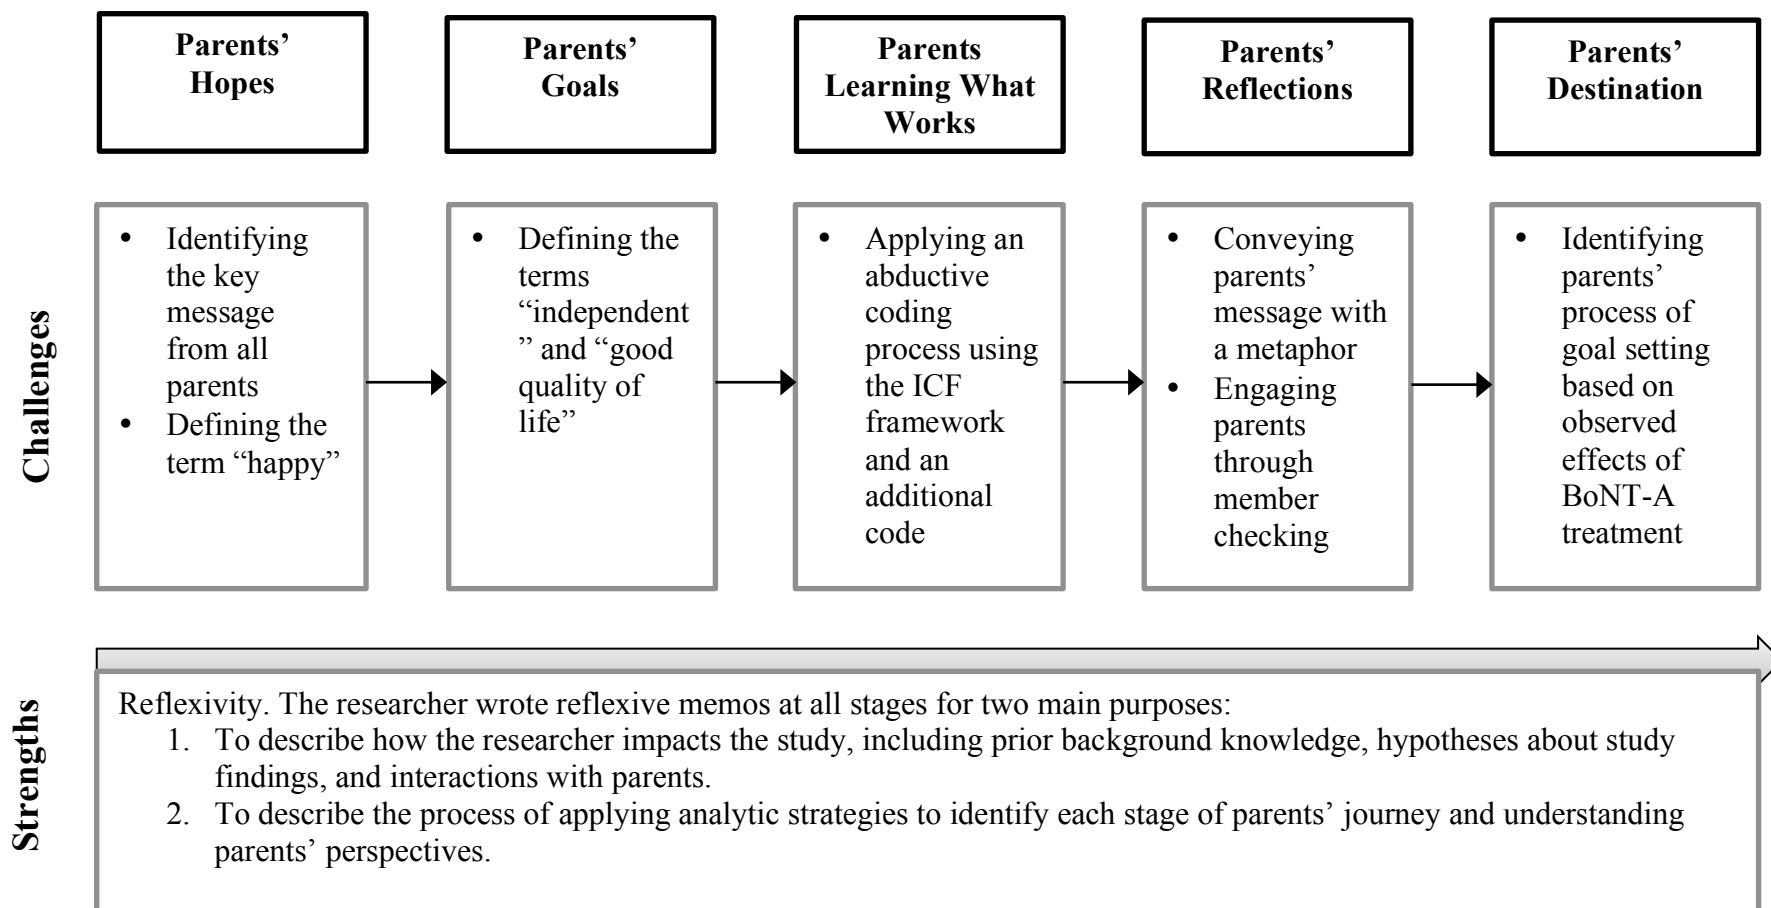 Parents’
Hopes
Parents’
Goals
Parents
Learning What
Works
Parents’
Reflections
Parents’
Destination
Challenges
• Identifying
the key
message
from all
parents
• Defining the
term “happy”
• Defining the
terms
“independent
” and “good
quality of
life”
• Applying an
abductive
coding
process using
the ICF
framework
and an
additional
code
• Conveying
parents’
message with
a metaphor
• Engaging
parents
through
member
checking
• Identifying
parents’
process of
goal setting
based on
observed
effects of
BoNT-A
treatment
Strengths
Reflexivity. The researcher wrote reflexive memos at all stages for two main purposes:
1. To describe how the researcher impacts the study, including prior background knowledge, hypotheses about study
findings, and interactions with parents.
2. To describe the process of applying analytic strategies to identify each stage of parents’ journey and understanding
parents’ perspectives.